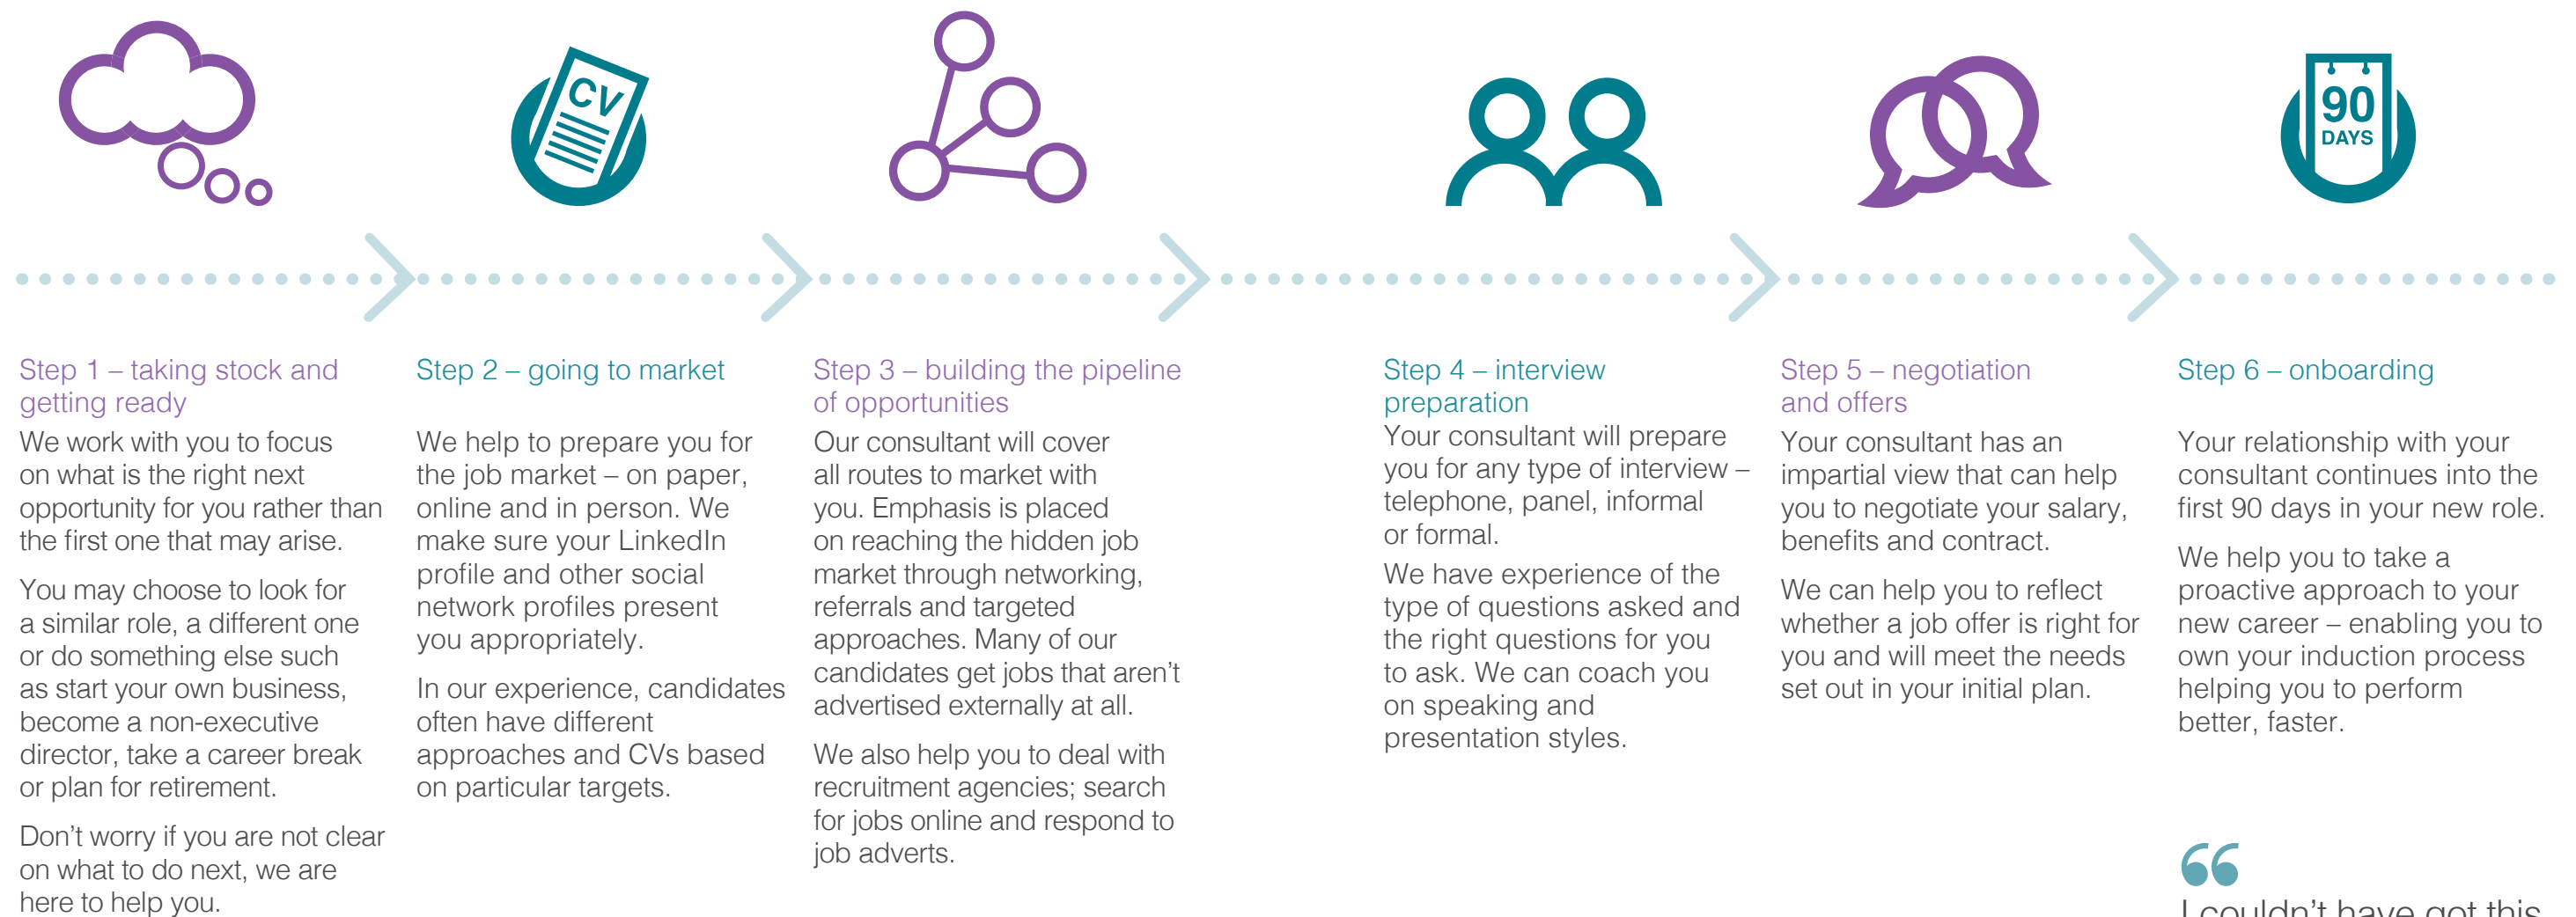 CV
90
DAYS
Step 1 – taking stock and
getting ready
We work with you to focus
on what is the right next
opportunity for you rather than
the first one that may arise.
You may choose to look for
a similar role, a different one
or do something else such
as start your own business,
become a non-executive
director, take a career break
or plan for retirement.
Don’t worry if you are not clear
on what to do next, we are
here to help you.
Step 2 – going to market
We help to prepare you for
the job market – on paper,
online and in person. We
make sure your LinkedIn
profile and other social
network profiles present
you appropriately.
In our experience, candidates
often have different
approaches and CVs based
on particular targets.
Step 3 – building the pipeline
of opportunities
Our consultant will cover
all routes to market with
you. Emphasis is placed
on reaching the hidden job
market through networking,
referrals and targeted
approaches. Many of our
candidates get jobs that aren’t
advertised externally at all.
We also help you to deal with
recruitment agencies; search
for jobs online and respond to
job adverts.
Step 4 – interview
preparation
Your consultant will prepare
you for any type of interview –
telephone, panel, informal
or formal.
We have experience of the
type of questions asked and
the right questions for you
to ask. We can coach you
on speaking and
presentation styles.
Step 5 – negotiation
and offers
Your consultant has an
impartial view that can help
you to negotiate your salary,
benefits and contract.
We can help you to reflect
whether a job offer is right for
you and will meet the needs
set out in your initial plan.
Step 6 – onboarding
Your relationship with your
consultant continues into the
first 90 days in your new role.
We help you to take a
proactive approach to your
new career – enabling you to
own your induction process
helping you to perform
better, faster.
“
I couldn’t have got this